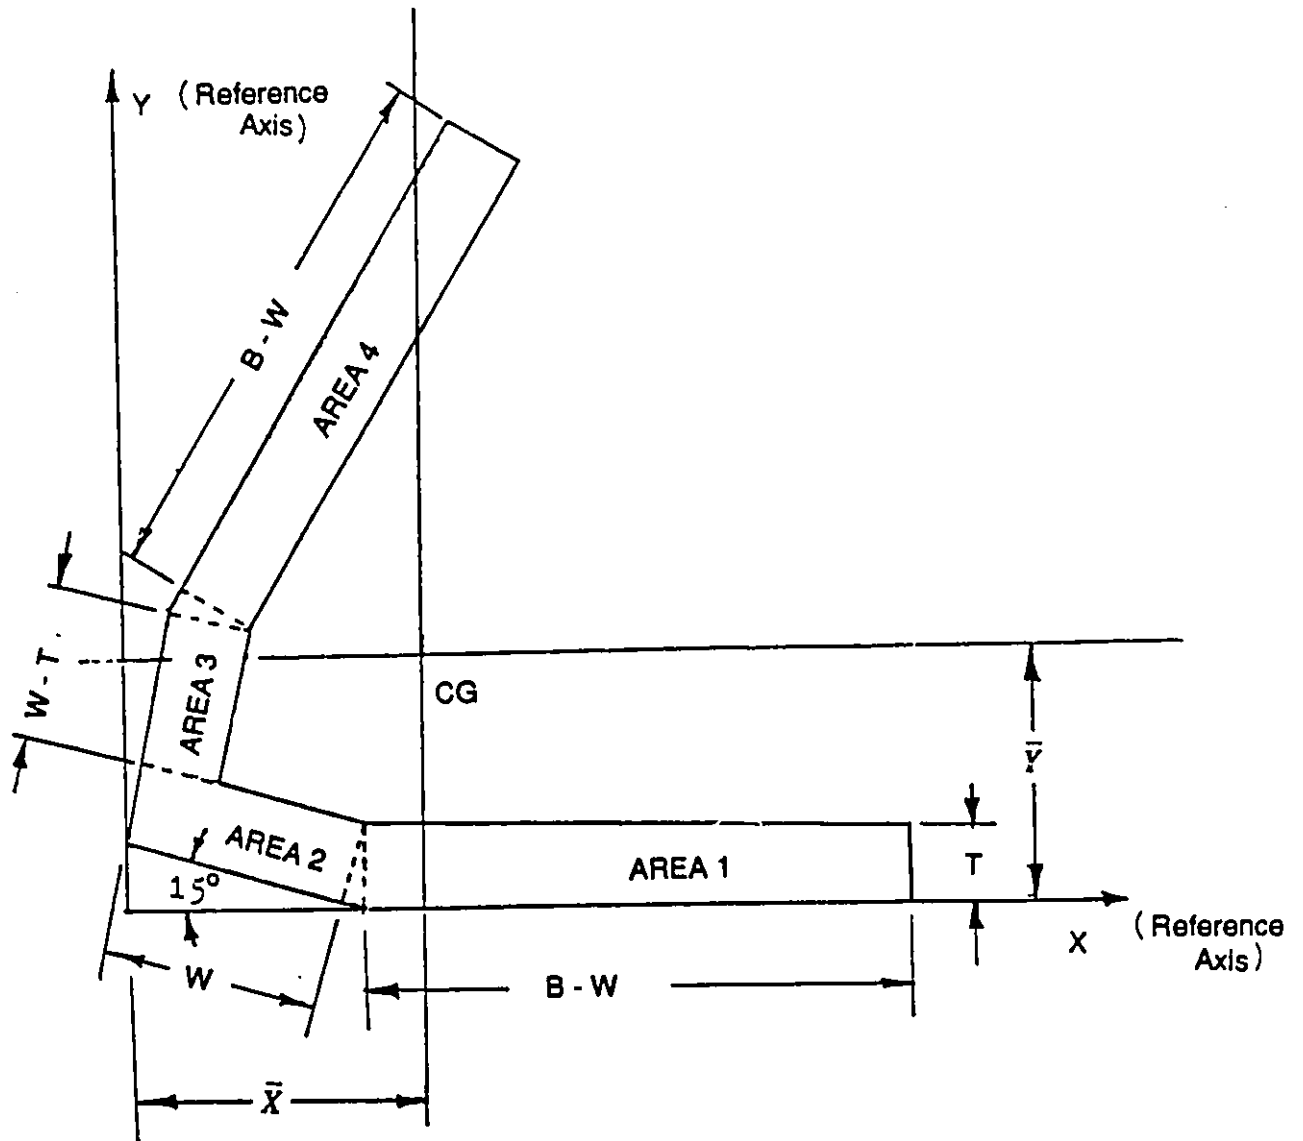 Y (Reference
Axis)
B - W
AREA 4
W - T
AREA 3
CG
Ȳ
AREA 2
AREA 1
T
15°
X (Reference
Axis)
W
B - W
X̄